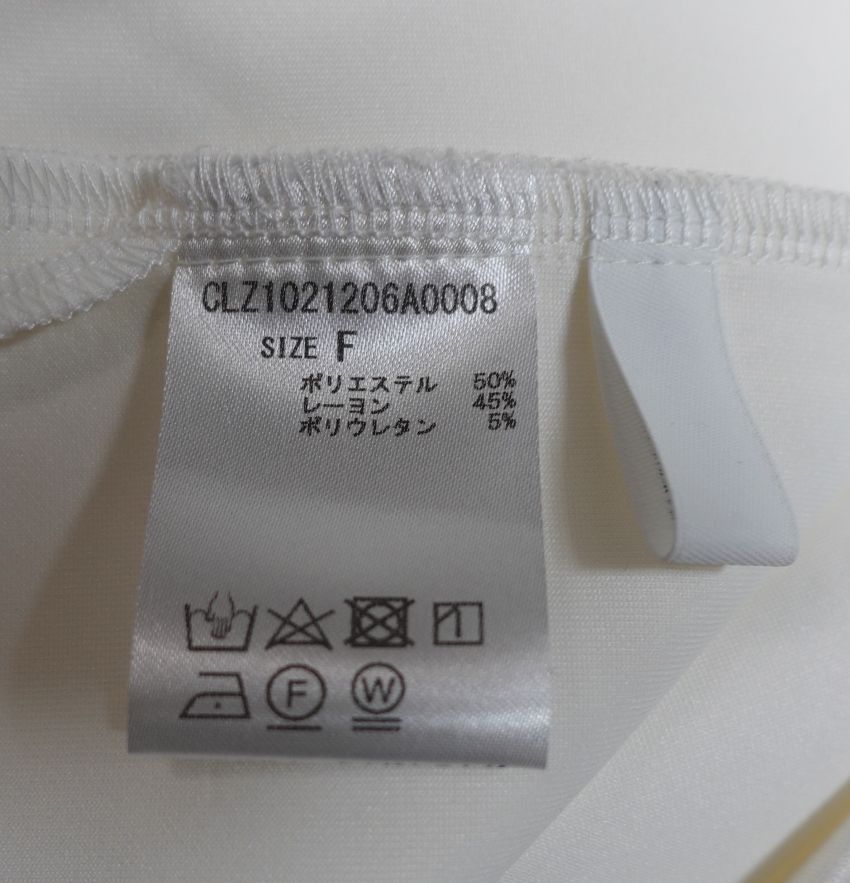 CLZ1021206A0008
SIZE F
ポリエステル 50%
レーヨン 45%
ポリウレタン 5%
F W